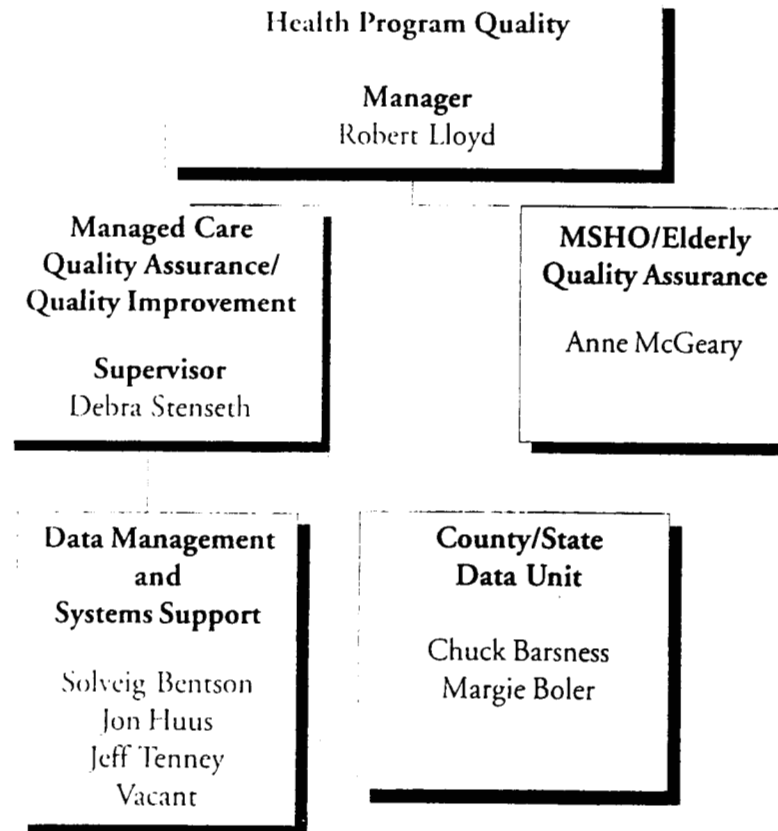 Health Program Quality
Manager
Robert Lloyd
Managed Care
Quality Assurance/
Quality Improvement
Supervisor
Debra Stenseth
MSHO/Elderly
Quality Assurance
Anne McGeary
Data Management
and
Systems Support
Solveig Bentson
Jon Huus
Jeff Tenney
Vacant
County/State
Data Unit
Chuck Barsness
Margie Boler